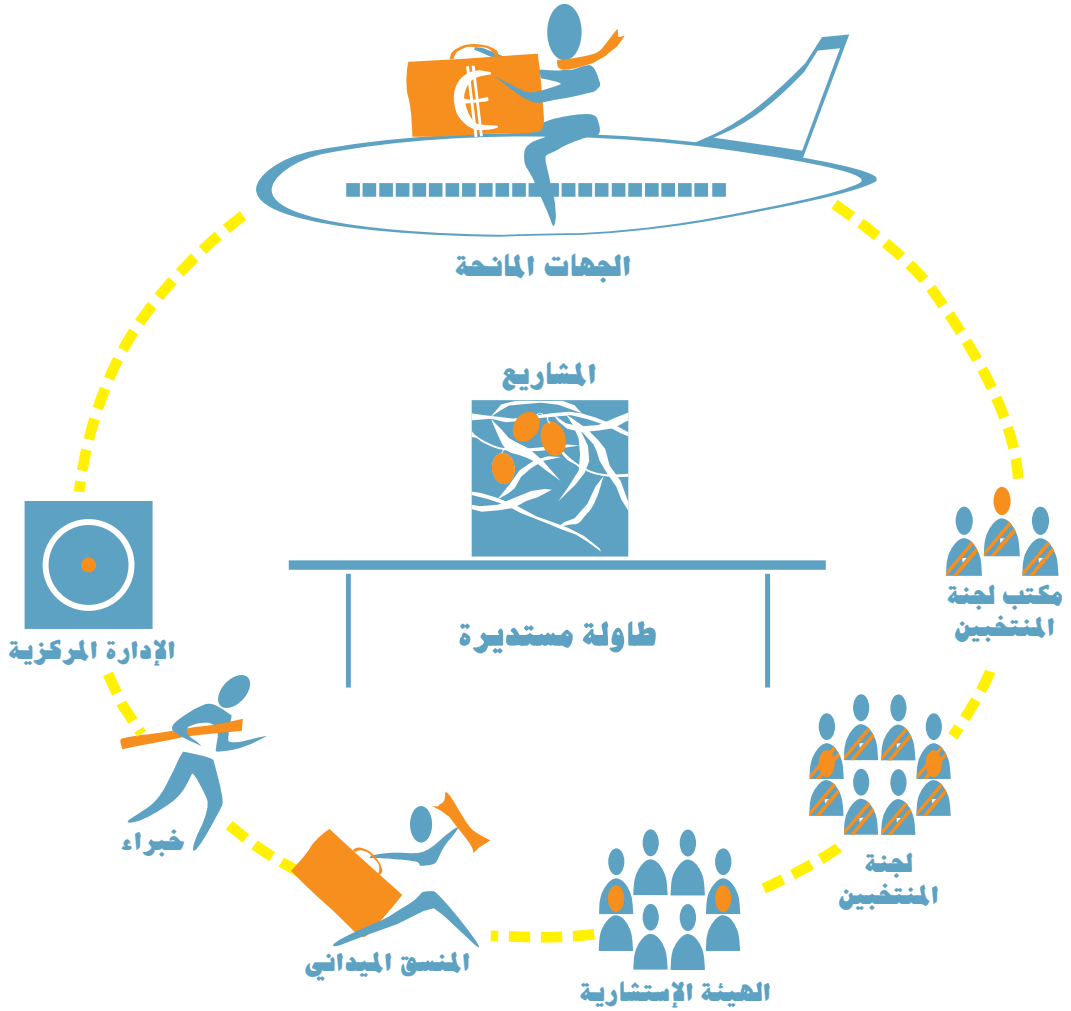 الجهات المانحة
المشاريع
طاولة مستديرة
مكتب لجنة
المنتخبين
لجنة
المنتخبين
الهيئة الإستشارية
المنسق الميداني
خبراء
الإدارة المركزية